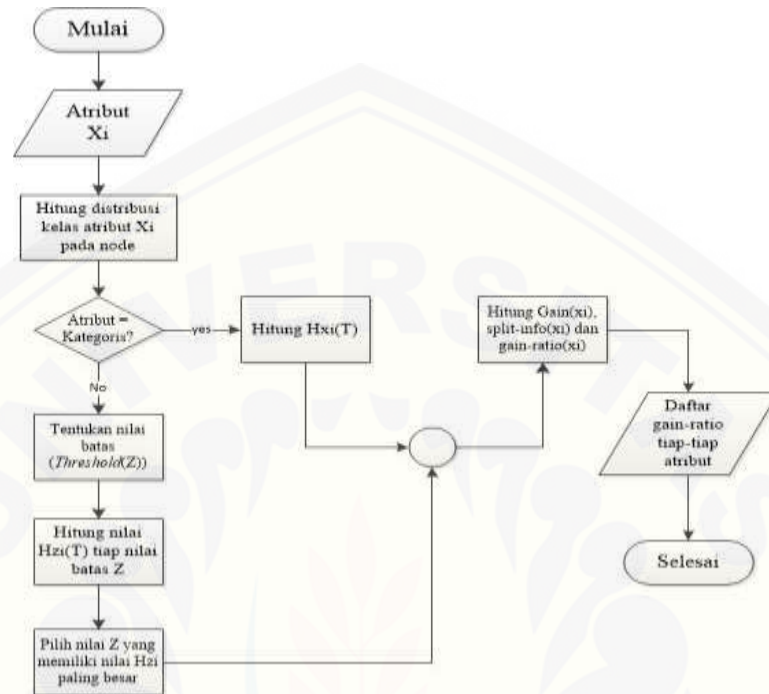 Mulai
Atribut
Xi
Hitung distribusi
kelas atribut Xi
pada node
Atribut =
Kategoris?
yes
No
Hitung Hxi(T)
Tentukan nilai
batas
(Threshold(Z))
Hitung nilai
Hzi(T) tiap nilai
batas Z
Pilih nilai Z yang
memiliki nilai Hzi
paling besar
Hitung Gain(xi),
split-info(xi) dan
gain-ratio(xi)
Daftar
gain-ratio
tiap-tiap
atribut
Selesai
UNIVERSITAS